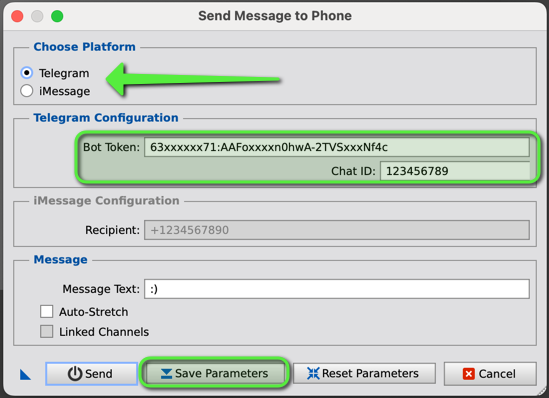 Send Message to Phone
Choose Platform
Telegram
iMessage
Telegram Configuration
Bot Token: 63xxxxxx71:AAFoxxxxn0hwA-2TVSxxxNf4c
Chat ID: 123456789
iMessage Configuration
Recipient: +1234567890
Message
Message Text: :)
Auto-Stretch
Linked Channels
Send Save Parameters Reset Parameters Cancel